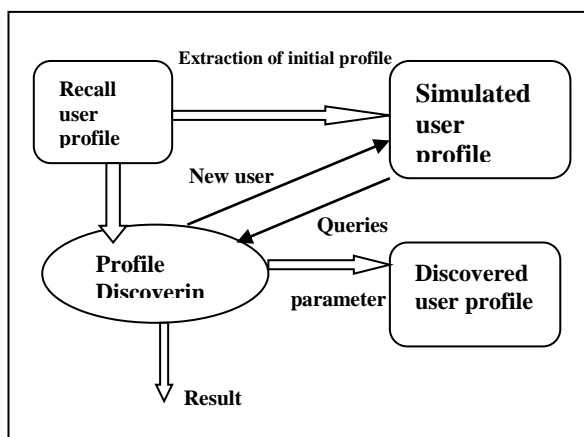 Extraction of initial profile
Recall
user
profile
Simulated
user
profile
New user
Queries
Profile
Discoverin
Discovered
user profile
parameter
Result